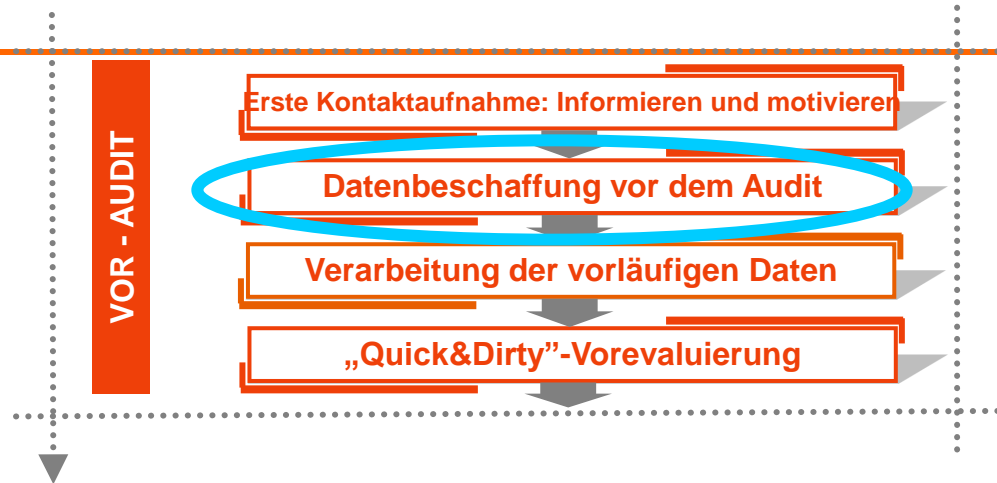 VOR - AUDIT
Erste Kontaktaufnahme: Informieren und motivieren
Datenbeschaffung vor dem Audit
Verarbeitung der vorläufigen Daten
„Quick&Dirty”-Vorevaluierung